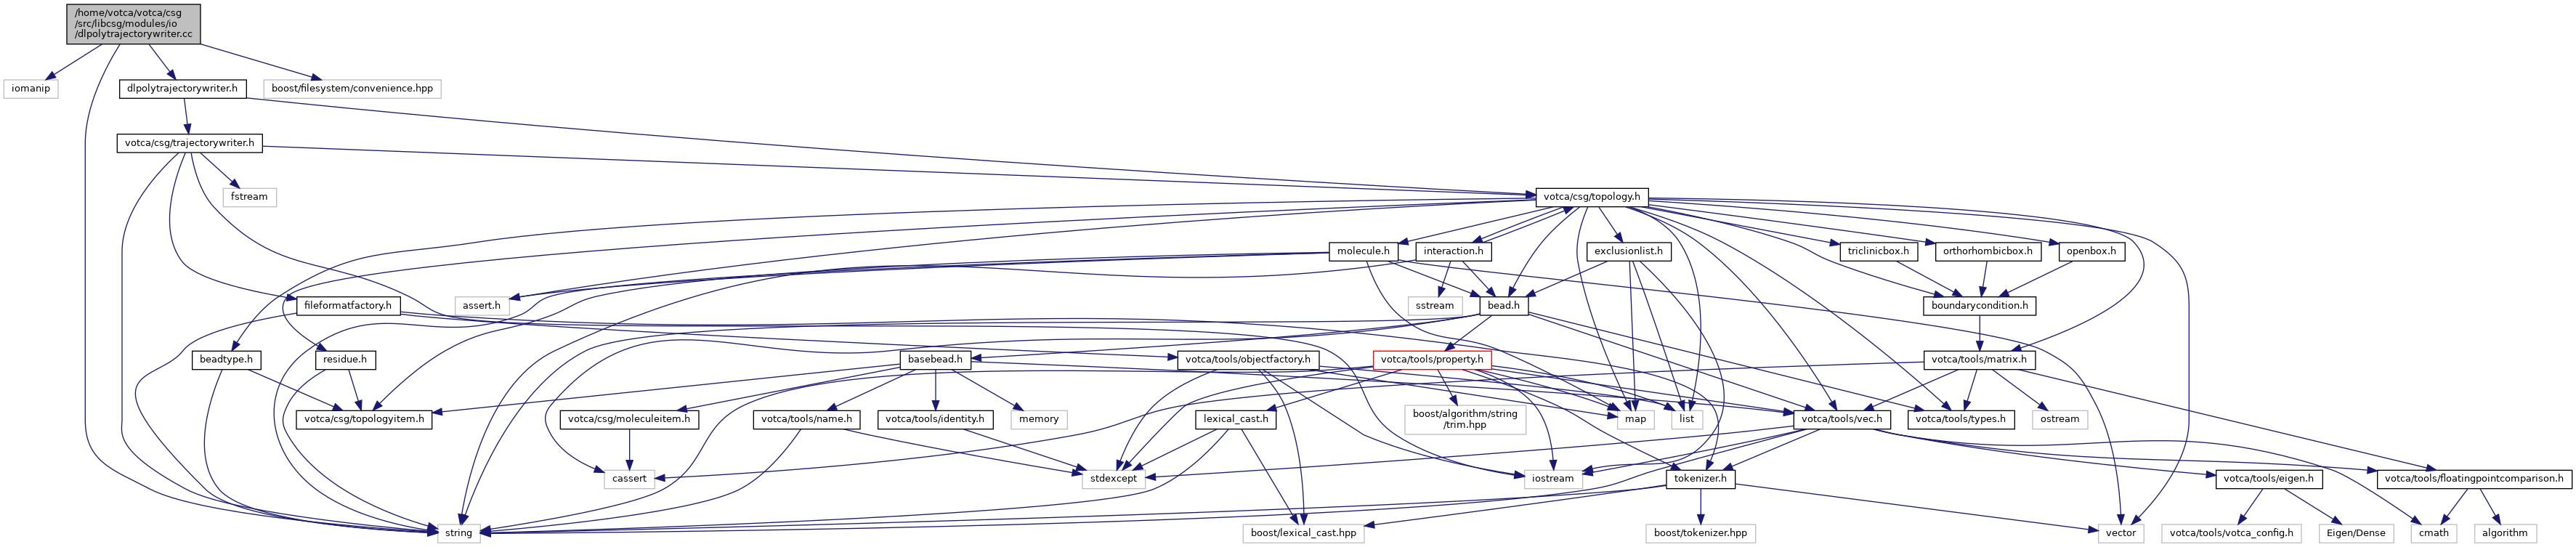 /home/votca/votca/csg
/src/libcsg/modules/io
/dlpolytrajectorywriter.cc
iomanip
dlpolytrajectorywriter.h
boost/filesystem/convenience.hpp
votca/csg/trajectorywriter.h
fstream
votca/csg/topology.h
molecule.h
interaction.h
exclusionlist.h
triclinicbox.h
orthorhombicbox.h
openbox.h
fileformatfactory.h
assert.h
sstream
bead.h
boundarycondition.h
beadtype.h
residue.h
basebead.h
votca/tools/objectfactory.h
votca/tools/property.h
votca/tools/matrix.h
votca/csg/topologyitem.h
votca/csg/moleculeitem.h
votca/tools/name.h
votca/tools/identity.h
memory
lexical_cast.h
boost/algorithm/string
/trim.hpp
map
list
votca/tools/vec.h
votca/tools/types.h
ostream
cassert
stdexcept
iostream
tokenizer.h
votca/tools/eigen.h
votca/tools/floatingpointcomparison.h
string
boost/lexical_cast.hpp
boost/tokenizer.hpp
vector
votca/tools/votca_config.h
Eigen/Dense
cmath
algorithm